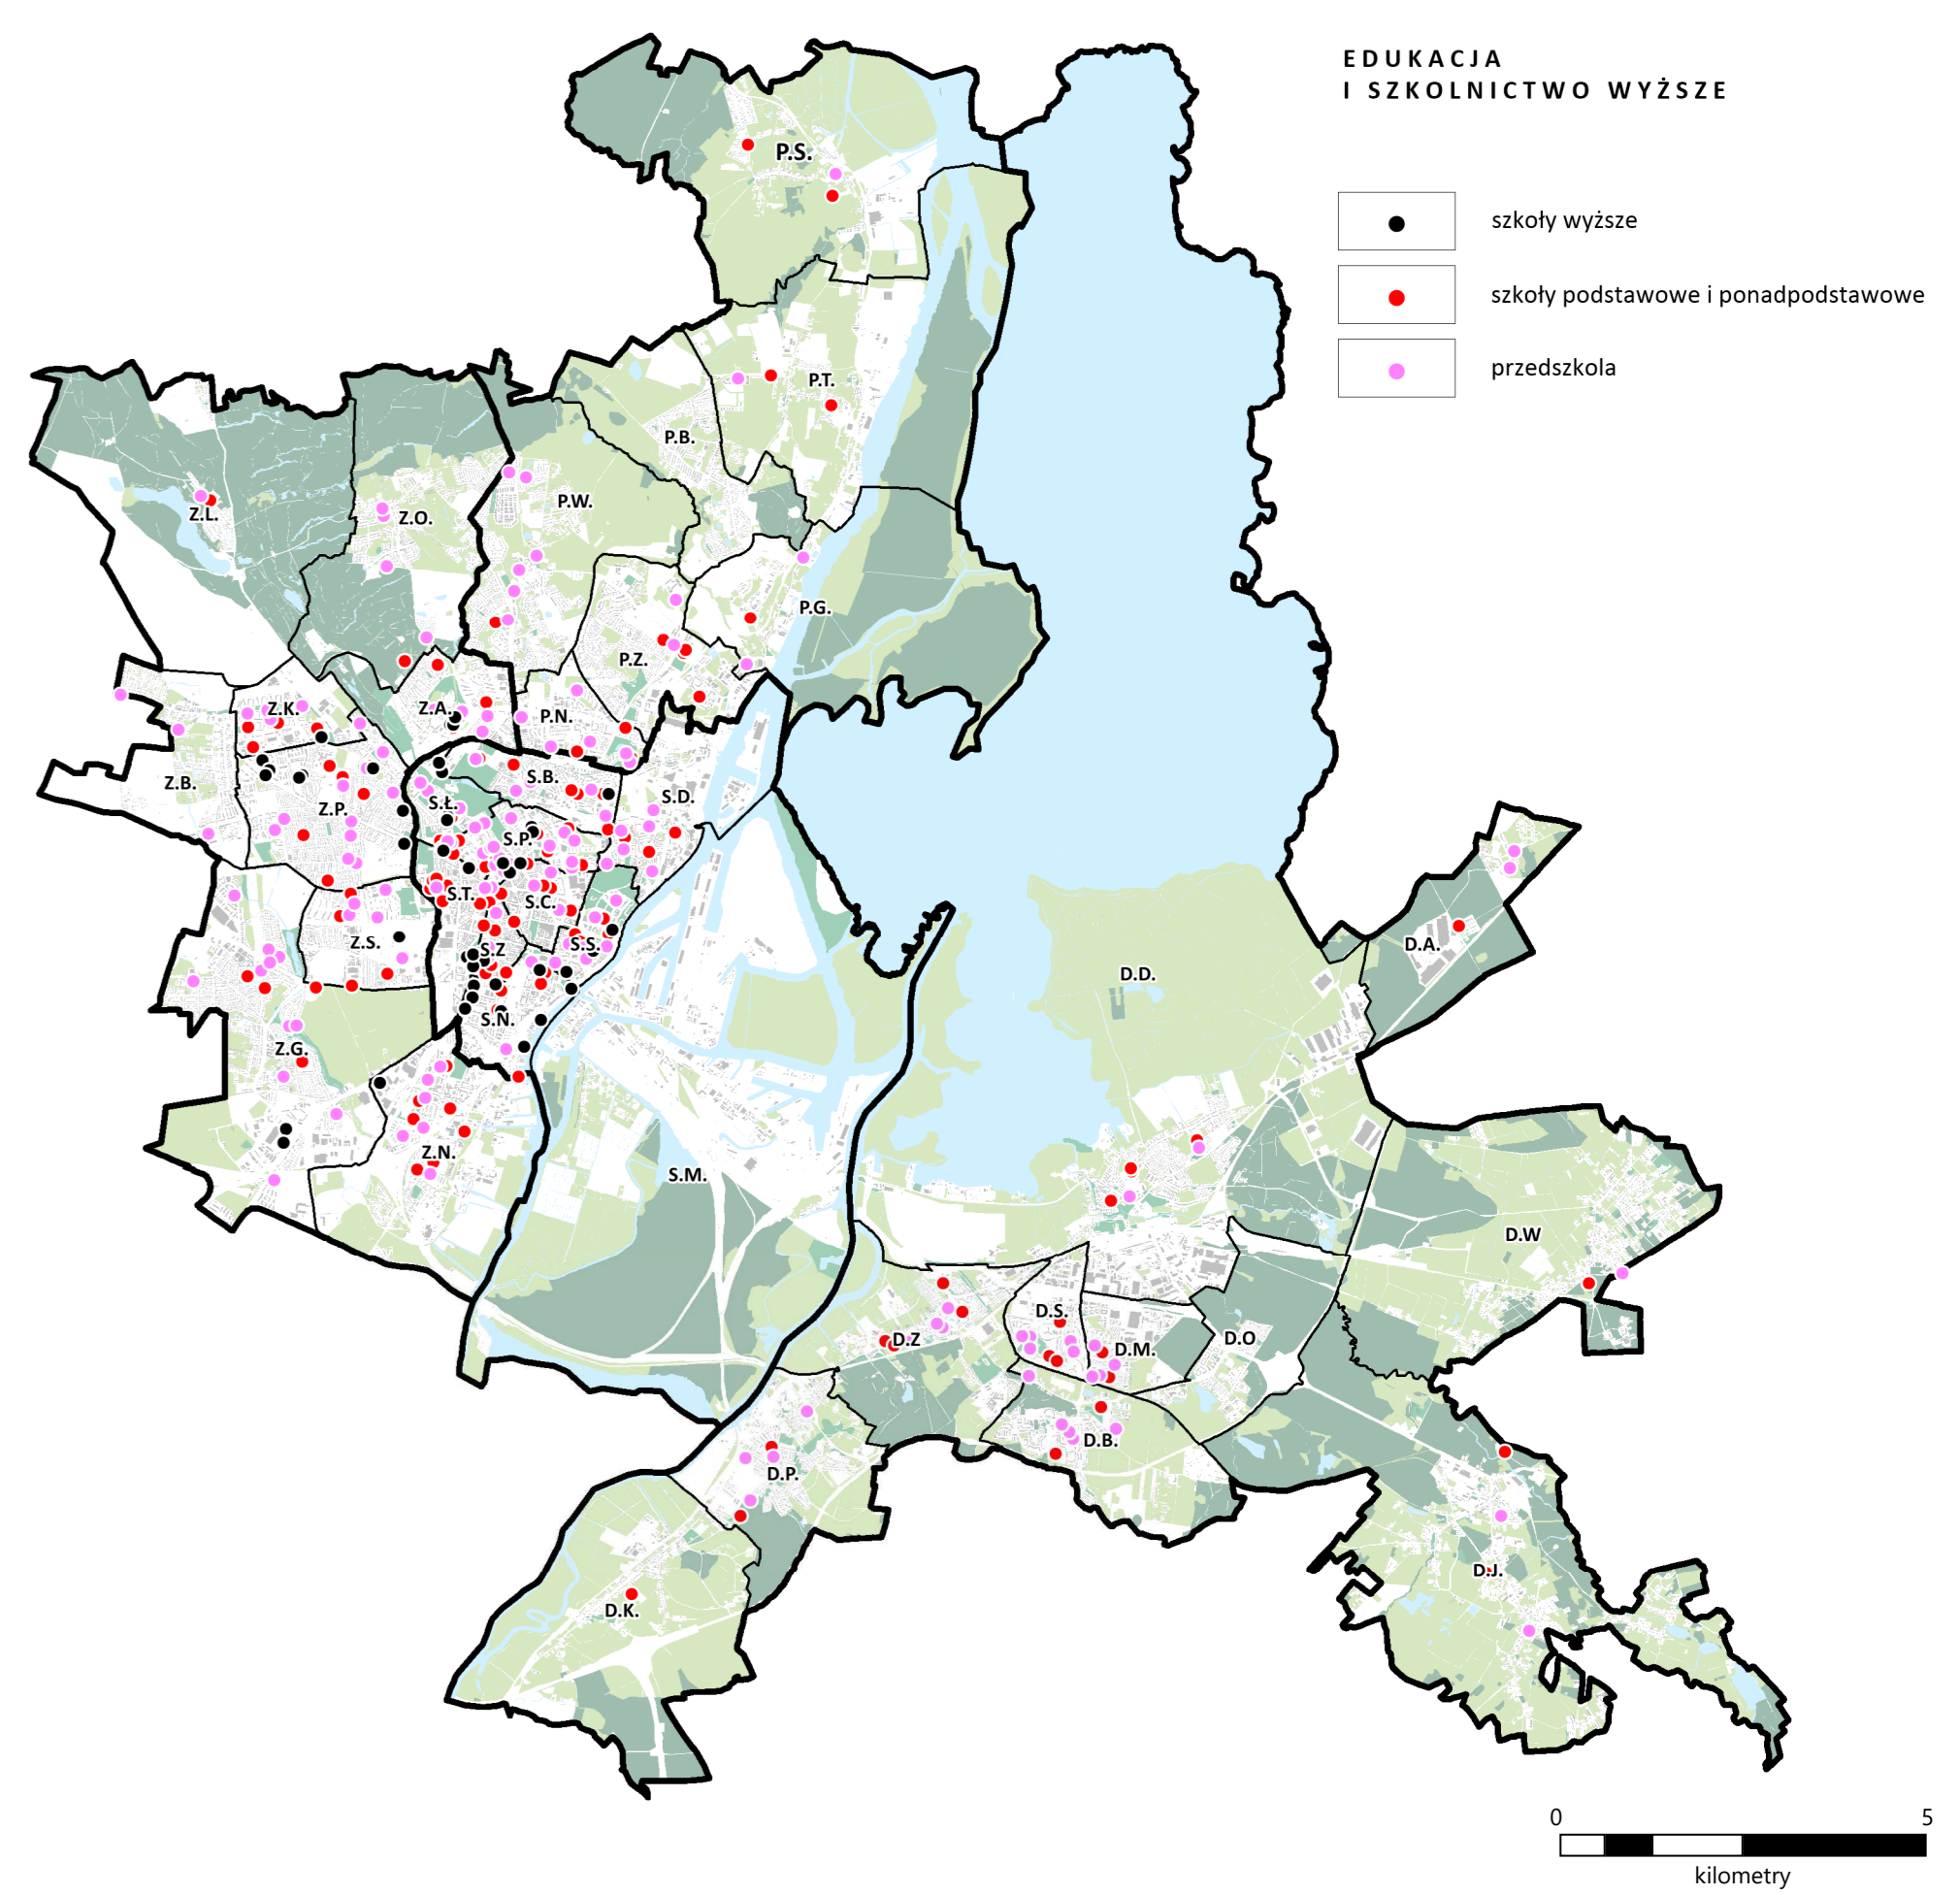 EDUKACJA
I SZKOLNICTWO WYŻSZE
szkoły wyższe
szkoły podstawowe i ponadpodstawowe
przedszkola
P.S.
P.T.
P.B.
P.W.
Z.L.
Z.O.
P.G.
P.Z.
Z.K.
Z.A.
P.N.
Z.B.
S.B.
S.D.
Z.P.
S.Ł.
S.P.
S.T.
S.C.
Z.S.
S.Z
S.S.
D.A.
D.D.
S.N.
Z.G.
Z.N.
S.M.
D.W
D.S.
D.Z
D.M.
D.O
D.B.
D.P.
D.J.
D.K.
0 5
kilometry